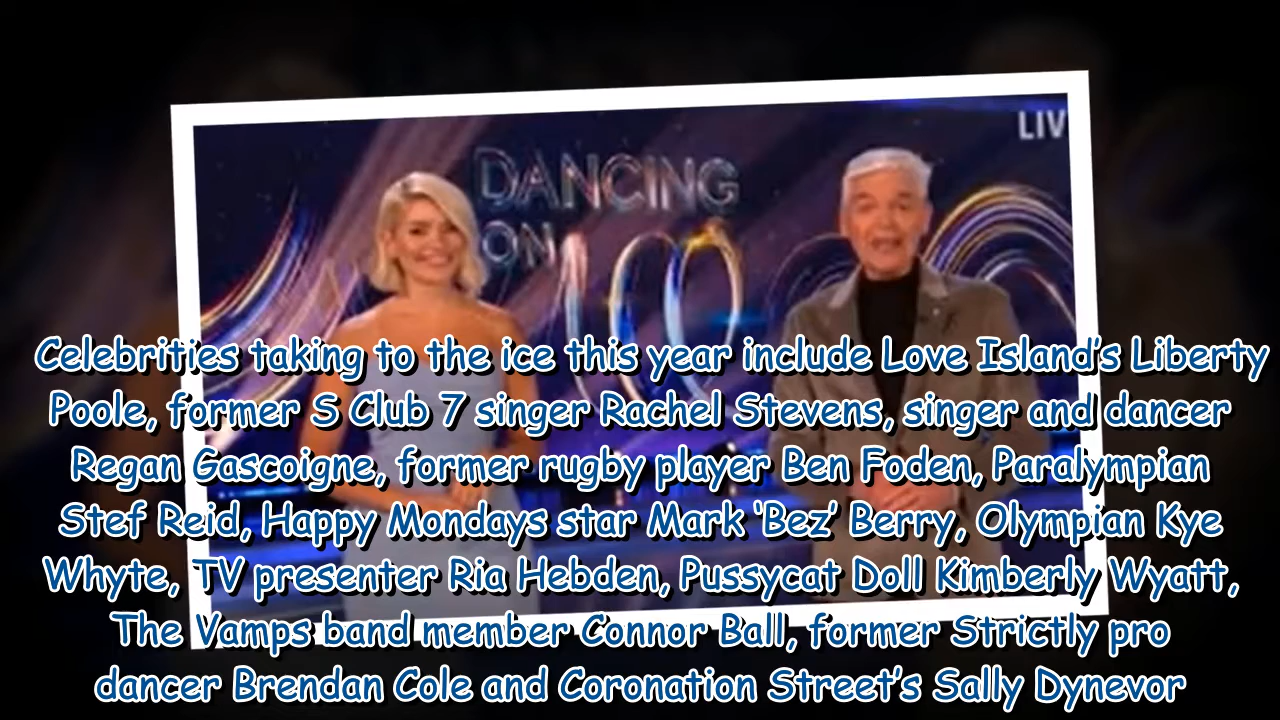 LIV
DANCING
ON
Celebrities taking to the ice this year include Love Island’s Liberty
Poole, former S Club 7 singer Rachel Stevens, singer and dancer
Regan Gascoigne, former rugby player Ben Foden, Paralympian
Stef Reid, Happy Mondays star Mark ‘Bez’ Berry, Olympian Kye
Whyte, TV presenter Ria Hebden, Pussycat Doll Kimberly Wyatt,
The Vamps band member Connor Ball, former Strictly pro
dancer Brendan Cole and Coronation Street’s Sally Dynevor